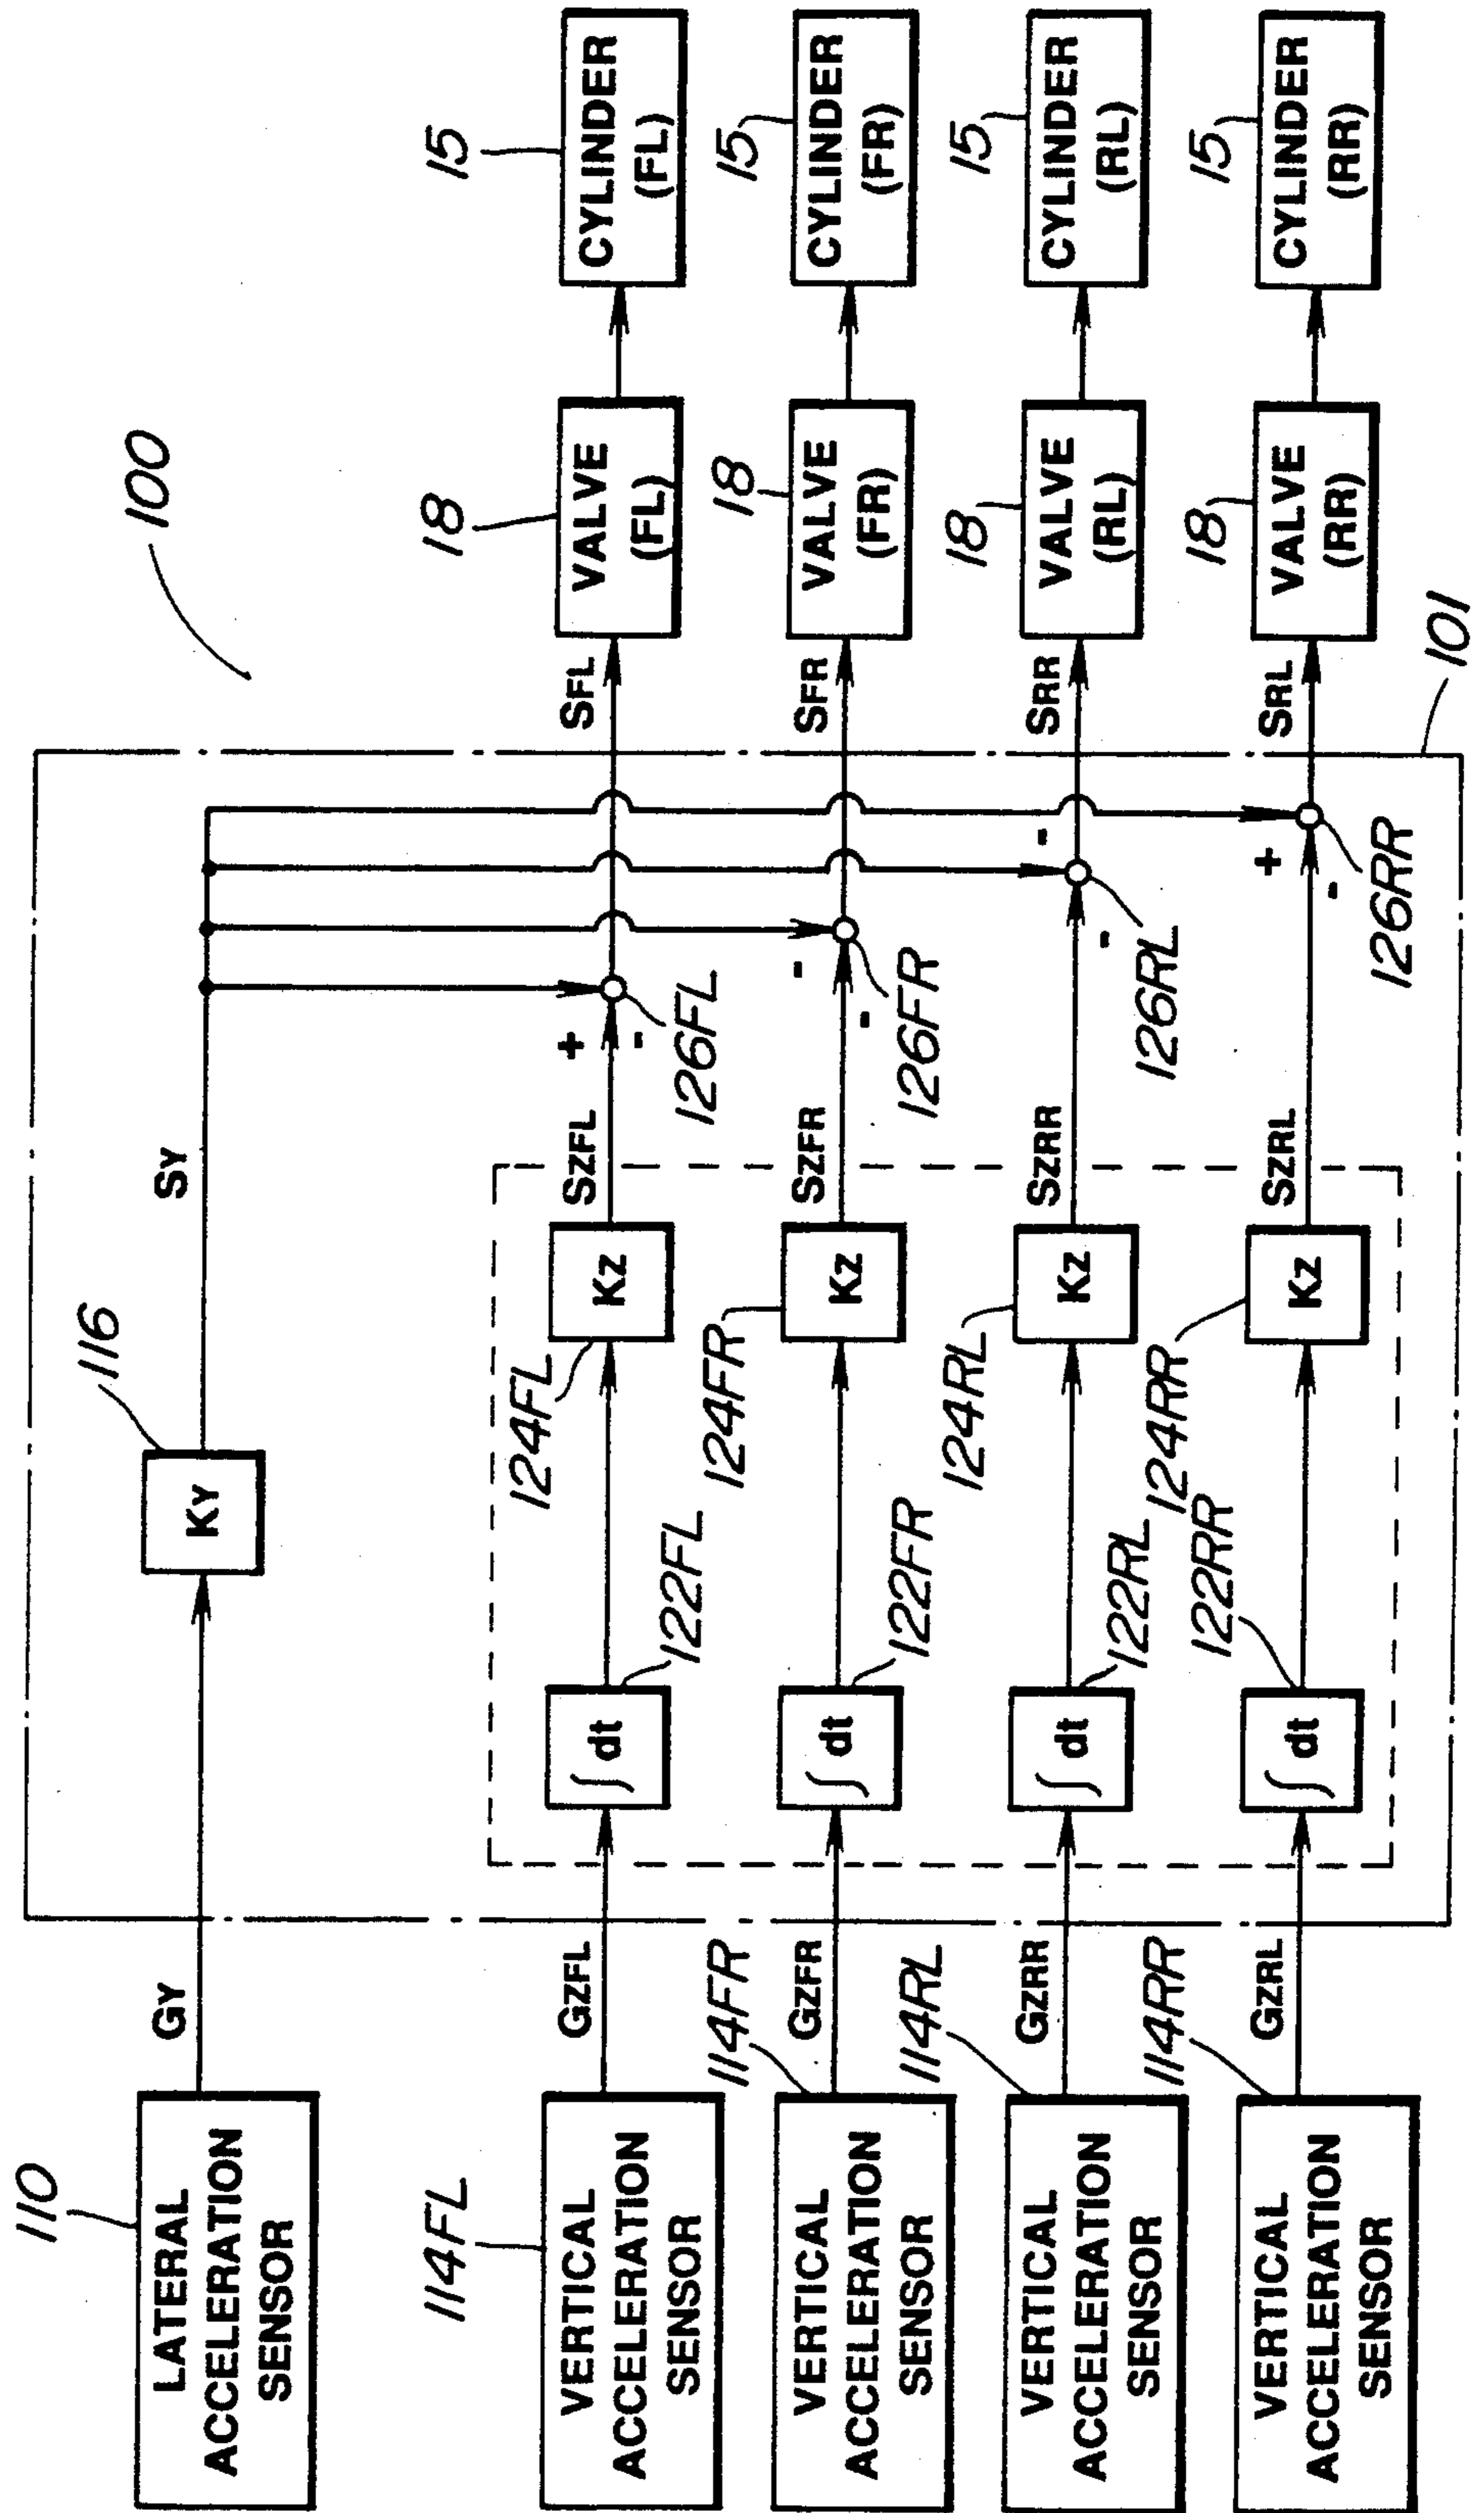 100
110
LATERAL
ACCELERATION
SENSOR
GY
116
KY
SY
114FL
VERTICAL
ACCELERATION
SENSOR
GZFL
∫ dt
122FL
124FL
KZ
SZFL
+
-
126FL
SFL
18
VALVE
(FL)
15
CYLINDER
(FL)
VERTICAL
ACCELERATION
SENSOR
114FR
GZFR
∫ dt
122FR
124FR
KZ
SZFR
-
-
126FR
SFR
18
VALVE
(FR)
15
CYLINDER
(FR)
VERTICAL
ACCELERATION
SENSOR
114RL
GZRR
∫ dt
122RL
124RL
KZ
SZRR
-
-
126RL
SRR
18
VALVE
(RL)
15
CYLINDER
(RL)
VERTICAL
ACCELERATION
SENSOR
114RR
GZRL
∫ dt
122RR
124RR
KZ
SZRL
+
-
126RR
SRL
18
VALVE
(RR)
15
CYLINDER
(RR)
101